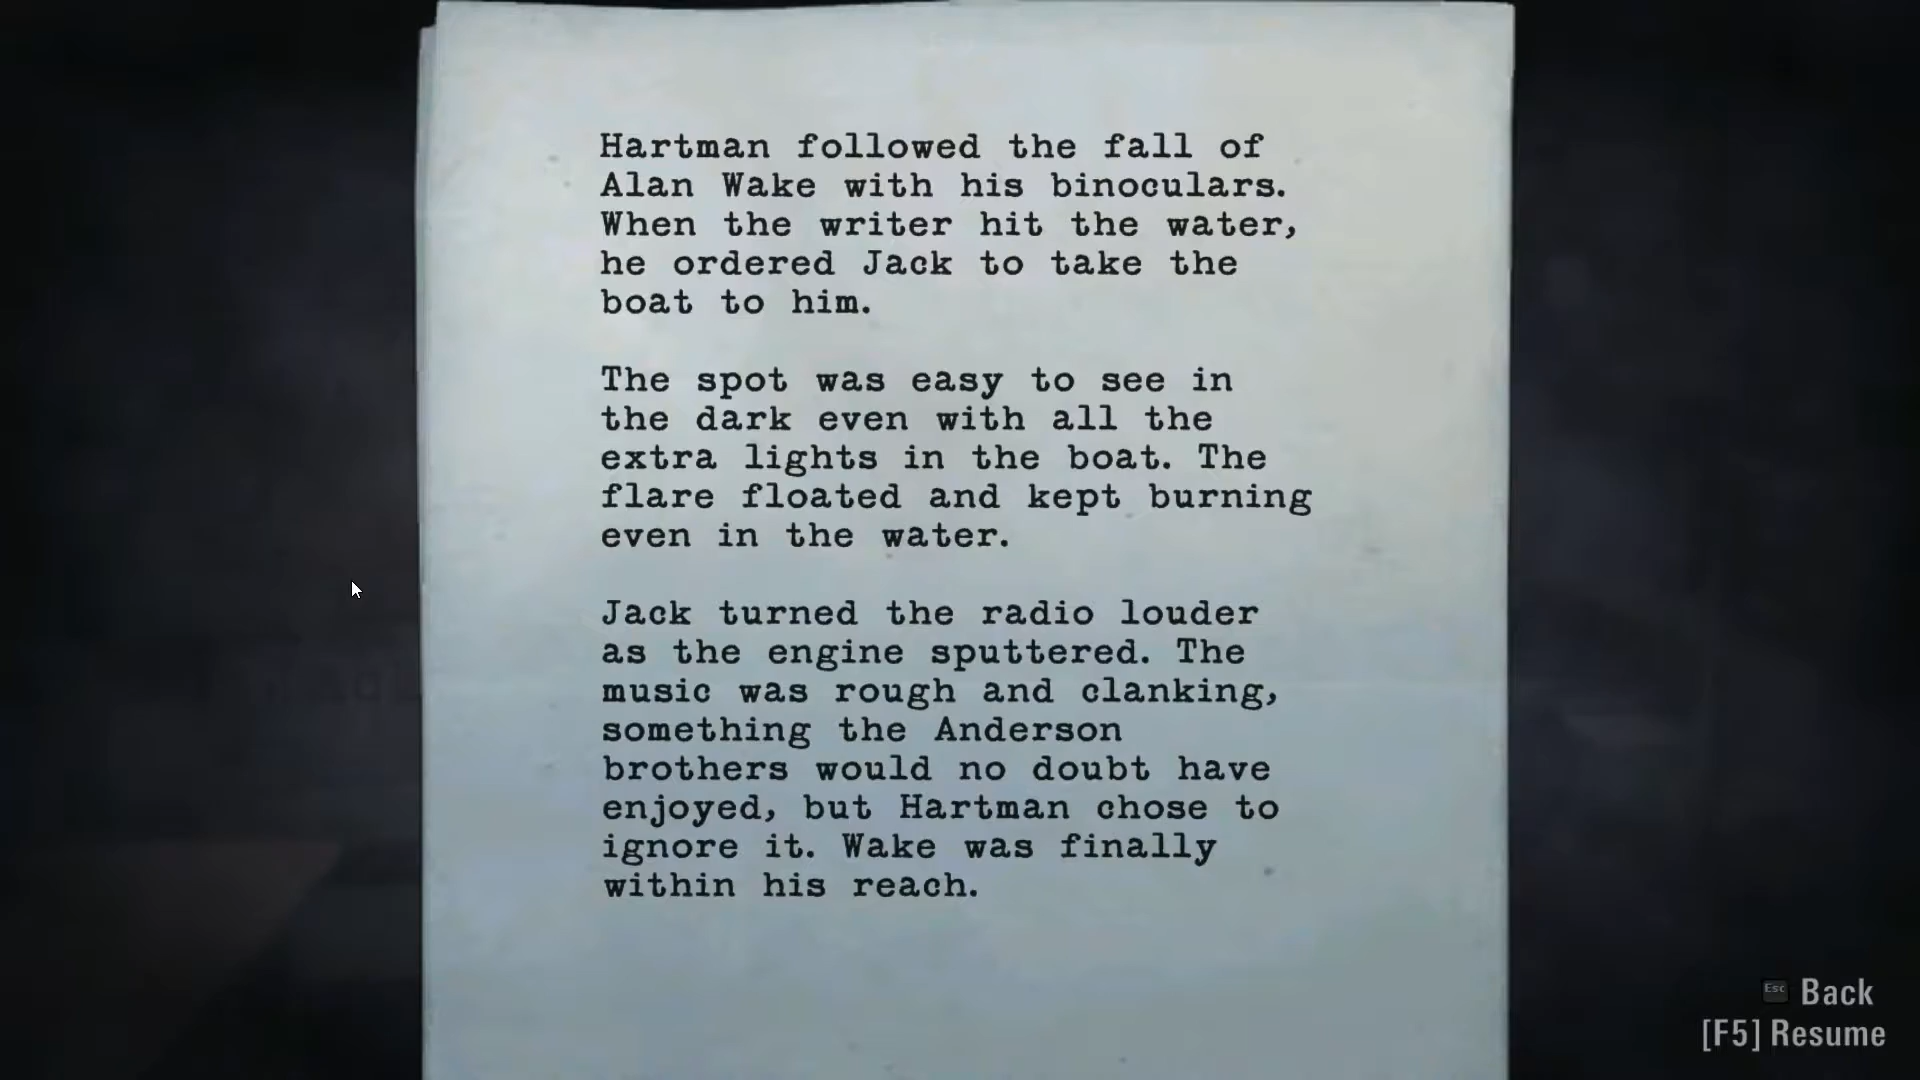 Hartman followed the fall of
Alan Wake with his binoculars.
When the writer hit the water,
he ordered Jack to take the
boat to him.
The spot was easy to see in
the dark even with all the
extra lights in the boat. The
flare floated and kept burning
even in the water.
Jack turned the radio louder
as the engine sputtered. The
music was rough and clanking,
something the Anderson
brothers would no doubt have
enjoyed, but Hartman chose to
ignore it. Wake was finally
within his reach.
Esc Back
[F5] Resume